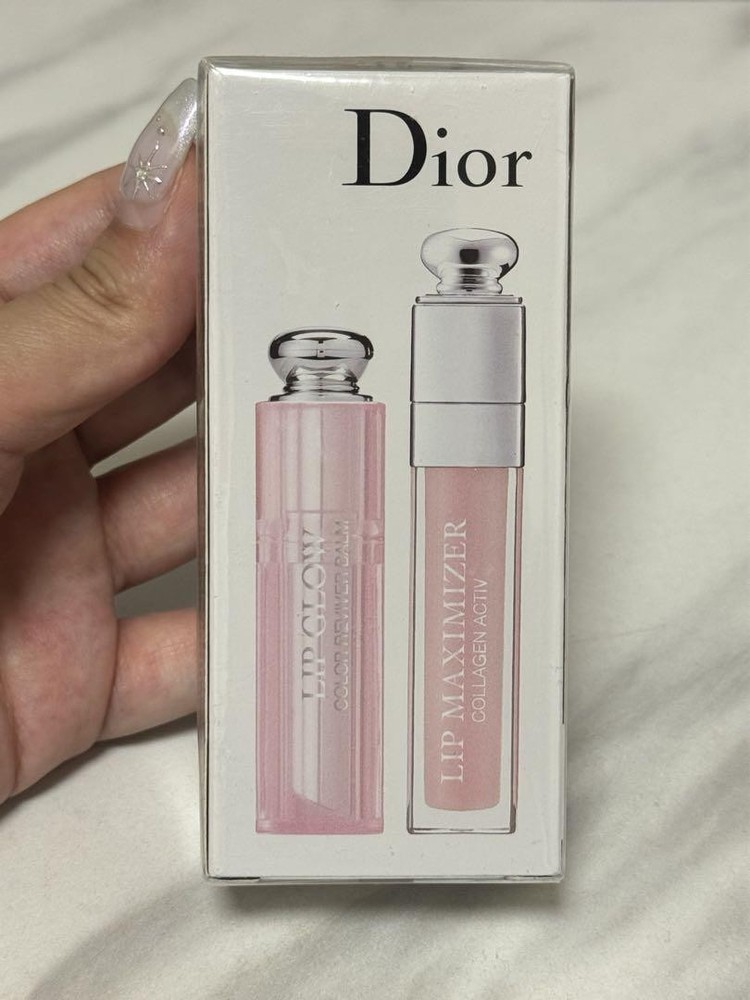 Dior
LIP GLOW
COLOR REVIVER BALM
LIP MAXIMIZER
COLLAGEN ACTIV